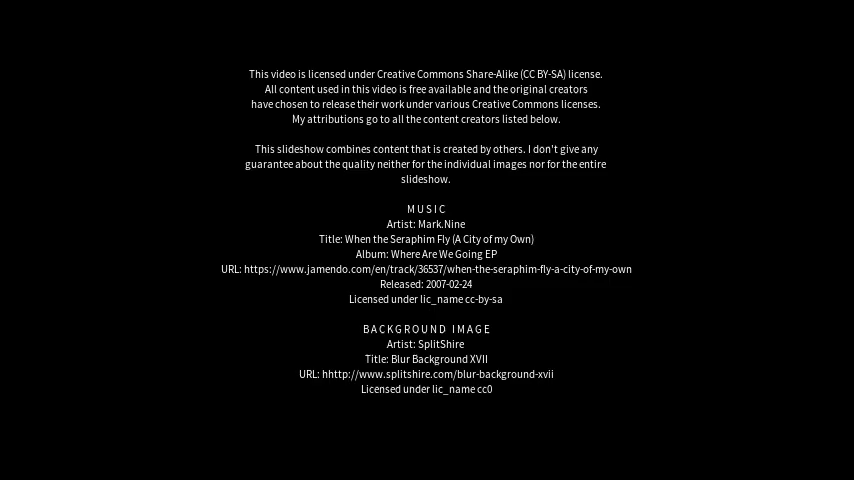 This video is licensed under Creative Commons Share-Alike (CC BY-SA) license.
All content used in this video is free available and the original creators
have chosen to release their work under various Creative Commons licenses.
My attributions go to all the content creators listed below.
This slideshow combines content that is created by others. I don't give any
guarantee about the quality neither for the individual images nor for the entire
slideshow.
MUSIC
Artist: Mark.Nine
Title: When the Seraphim Fly (A City of my Own)
Album: Where Are We Going EP
URL: https://www.jamendo.com/en/track/36537/when-the-seraphim-fly-a-city-of-my-own
Released: 2007-02-24
Licensed under lic_name cc-by-sa
BACKGROUND IMAGE
Artist: SplitShire
Title: Blur Background XVII
URL: hhttp://www.splitshire.com/blur-background-xvii
Licensed under lic_name cc0